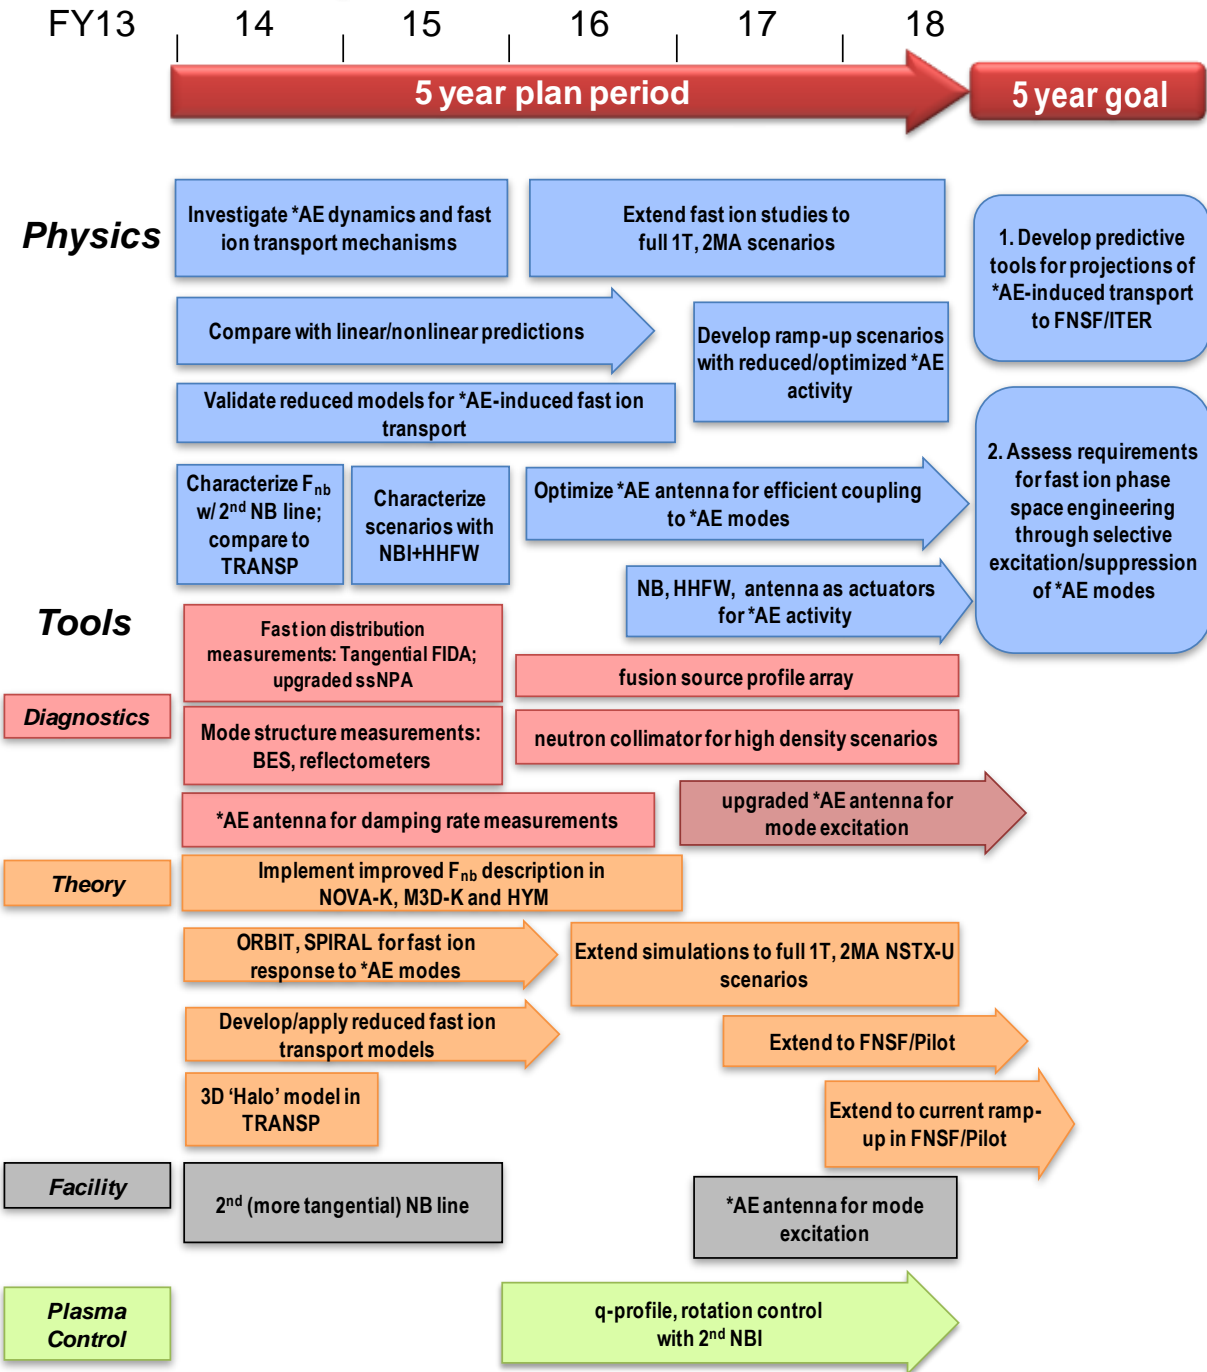 FY13 14 15 16 17 18
5 year plan period
5 year goal
Physics
Investigate *AE dynamics and fast
ion transport mechanisms
Extend fast ion studies to
full 1T, 2MA scenarios
1. Develop predictive
tools for projections of
*AE-induced transport
to FNSF/ITER
Compare with linear/nonlinear predictions
Develop ramp-up scenarios
with reduced/optimized *AE
activity
Validate reduced models for *AE-induced fast ion
transport
Characterize Fnb
w/ 2nd NB line;
compare to
TRANSP
Characterize
scenarios with
NBI+HHFW
Optimize *AE antenna for efficient coupling
to *AE modes
2. Assess requirements
for fast ion phase
space engineering
through selective
excitation/suppression
of *AE modes
NB, HHFW, antenna as actuators
for *AE activity
Tools
Diagnostics
Fast ion distribution
measurements: Tangential FIDA;
upgraded ssNPA
fusion source profile array
Mode structure measurements:
BES, reflectometers
neutron collimator for high density scenarios
*AE antenna for damping rate measurements
upgraded *AE antenna for
mode excitation
Theory
Implement improved Fnb description in
NOVA-K, M3D-K and HYM
ORBIT, SPIRAL for fast ion
response to *AE modes
Extend simulations to full 1T, 2MA NSTX-U
scenarios
Develop/apply reduced fast ion
transport models
Extend to FNSF/Pilot
3D ‘Halo’ model in
TRANSP
Extend to current ramp-
up in FNSF/Pilot
Facility
2nd (more tangential) NB line
*AE antenna for mode
excitation
Plasma
Control
q-profile, rotation control
with 2nd NBI